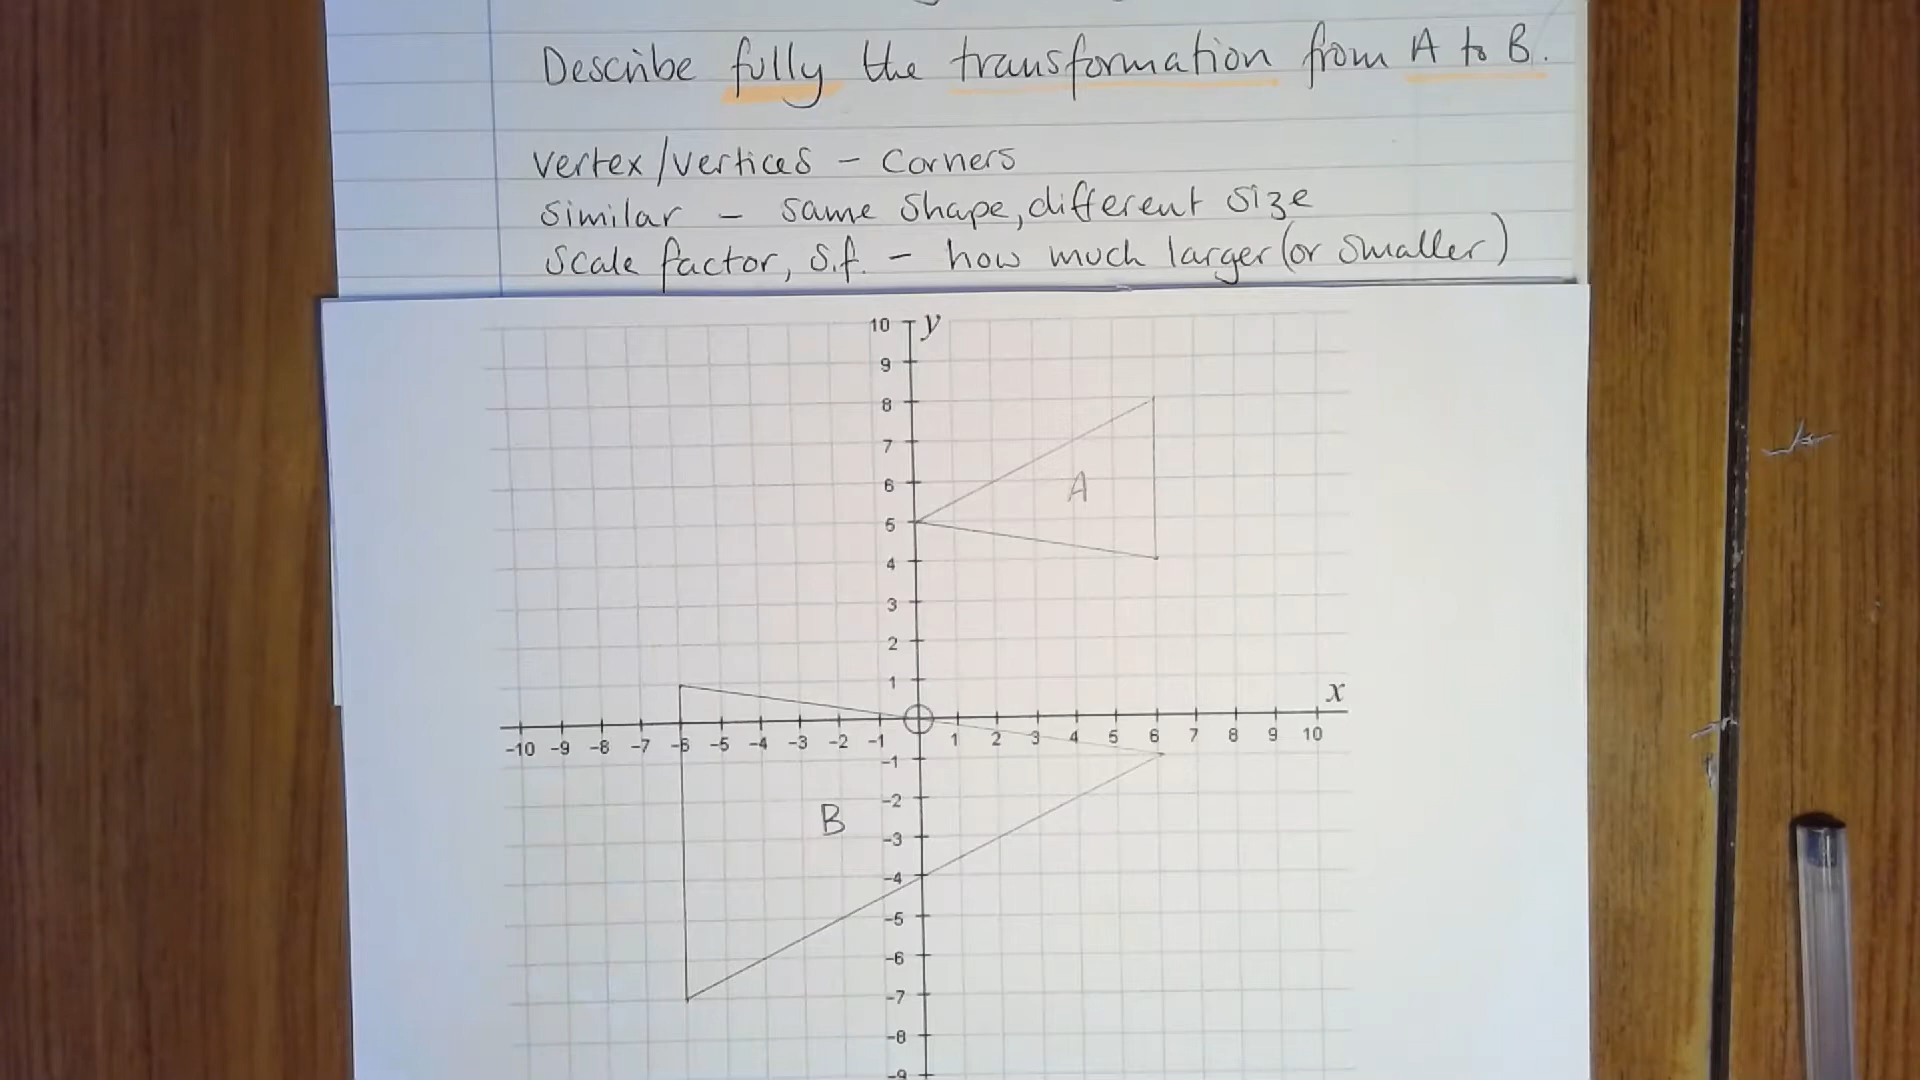 Describe fully the transformation from A to B.
vertex/vertices - corners
similar - same shape, different size
scale factor, s.f. - how much larger (or smaller)
10 y
9
8
7
6 A
5
4
3
2
1 x
-10 -9 -8 -7 -6 -5 -4 -3 -2 -1 1 2 3 4 5 6 7 8 9 10
-1
-2
B
-3
-4
-5
-6
-7
-8
-9